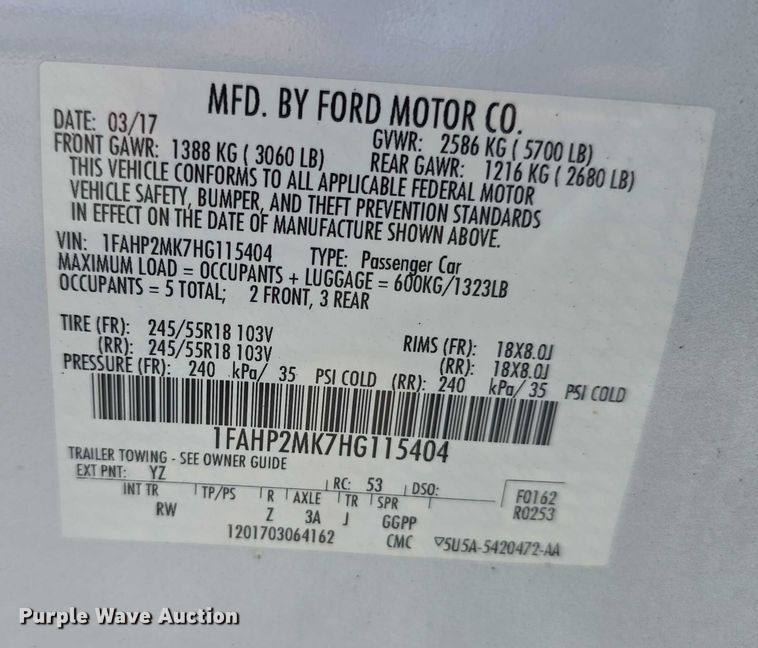 MFD. BY FORD MOTOR CO.
DATE: 03/17 GVWR: 2586 KG ( 5700 LB)
FRONT GAWR: 1388 KG ( 3060 LB) REAR GAWR: 1216 KG ( 2680 LB)
THIS VEHICLE CONFORMS TO ALL APPLICABLE FEDERAL MOTOR
VEHICLE SAFETY, BUMPER, AND THEFT PREVENTION STANDARDS
IN EFFECT ON THE DATE OF MANUFACTURE SHOWN ABOVE.
VIN: 1FAHP2MK7HG115404 TYPE: Passenger Car
MAXIMUM LOAD = OCCUPANTS + LUGGAGE = 600KG/1323LB
OCCUPANTS = 5 TOTAL; 2 FRONT, 3 REAR
TIRE (FR): 245/55R18 103V RIMS (FR): 18X8.0J
(RR): 245/55R18 103V (RR): 18X8.0J
PRESSURE (FR): 240 kPa/ 35 PSI COLD (RR): 240 kPa/ 35 PSI COLD
1FAHP2MK7HG115404
TRAILER TOWING - SEE OWNER GUIDE
EXT PNT: YZ RC: 53 DSO: F0162
INT TR TP/PS R AXLE TR SPR R0253
RW Z 3A J GGPP
1201703064162 CMC ▽5U5A-5420472-AA
Purple Wave Auction